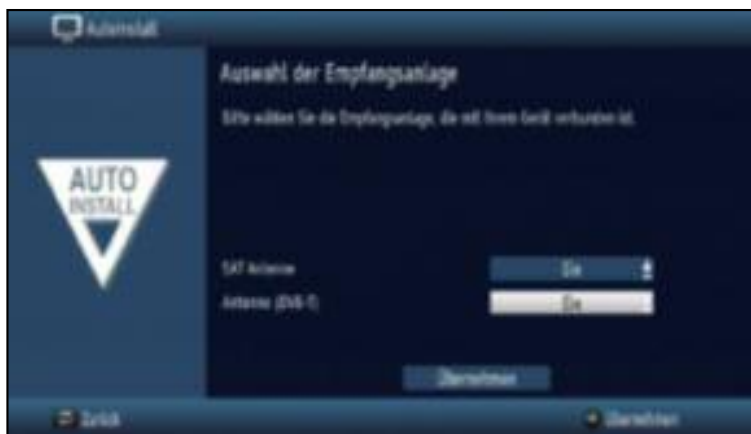 Autoinstall
Auswahl der Empfangsanlage
Bitte wählen Sie die Empfangsanlage, die mit Ihrem Gerät verbunden ist.
AUTO
INSTALL
SAT Antenne
Ein
Antenne (DVB-T)
Ein
Übernehmen
Zurück
Übernehmen